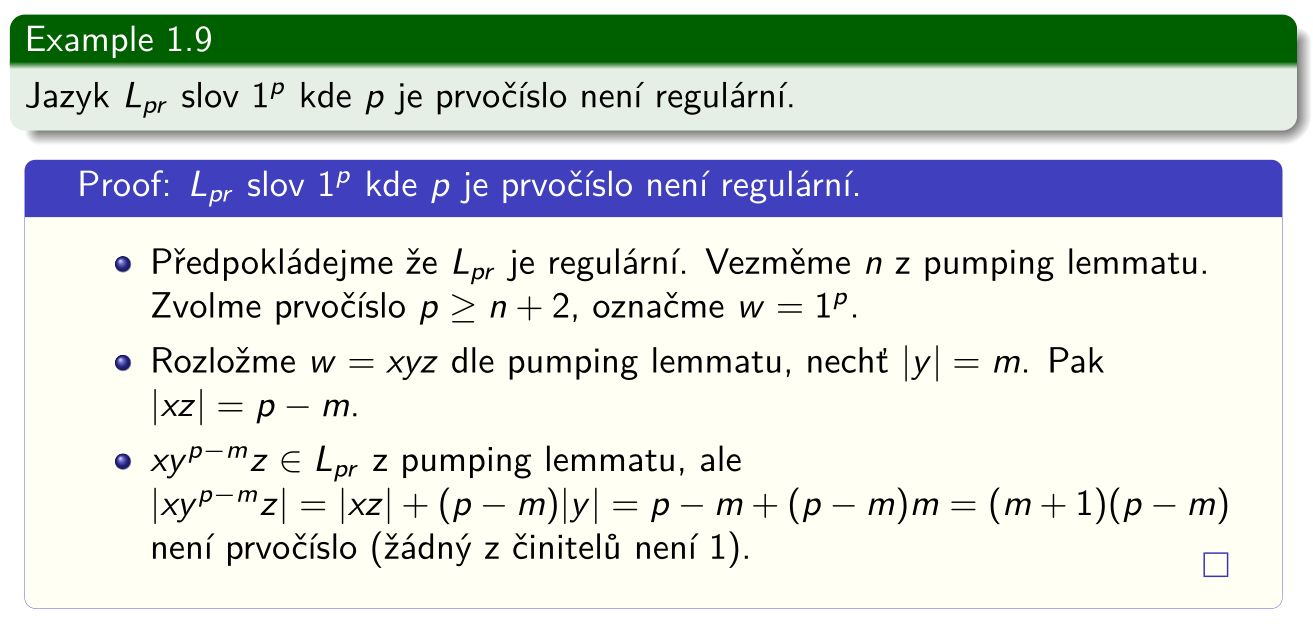 Example 1.9
Jazyk L_{pr} slov 1^p kde p je prvočíslo není regulární.
Proof: L_{pr} slov 1^p kde p je prvočíslo není regulární.
Předpokládejme že L_{pr} je regulární. Vezměme n z pumping lemmatu.
Zvolme prvočíslo p ≥ n + 2, označme w = 1^p.
Rozložme w = xyz dle pumping lemmatu, nechť |y| = m. Pak
|xz| = p − m.
xy^{p−m}z ∈ L_{pr} z pumping lemmatu, ale
|xy^{p−m}z| = |xz| + (p − m)|y| = p − m + (p − m)m = (m + 1)(p − m)
není prvočíslo (žádný z činitelů není 1).
□